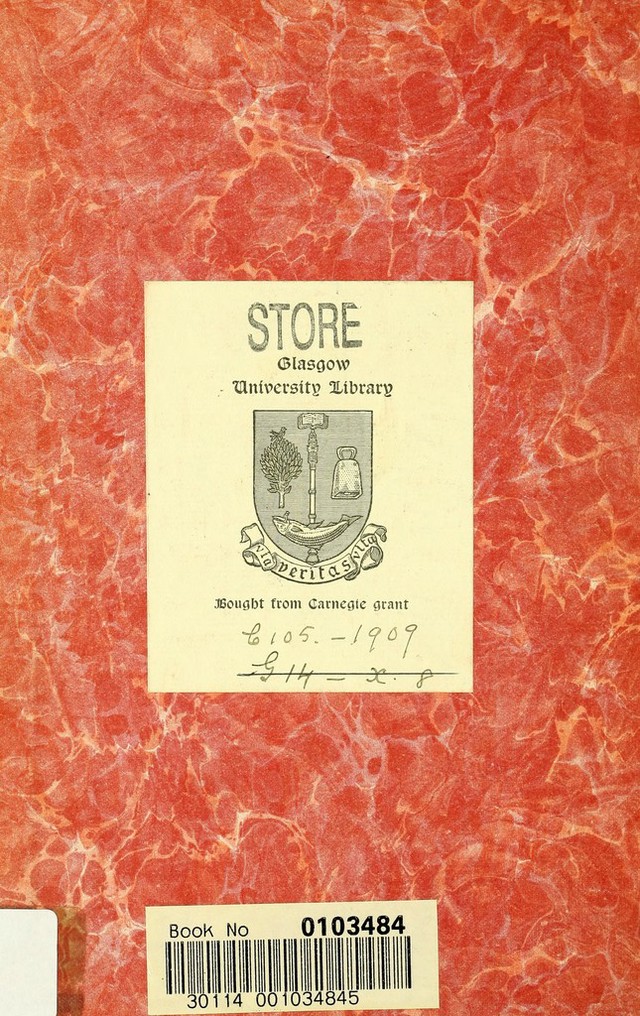 STORE
Glasgow
University Library
via veritas vita
Bought from Carnegie grant
C105.-1909
G14-X.8
Book No 0103484
30114 001034845